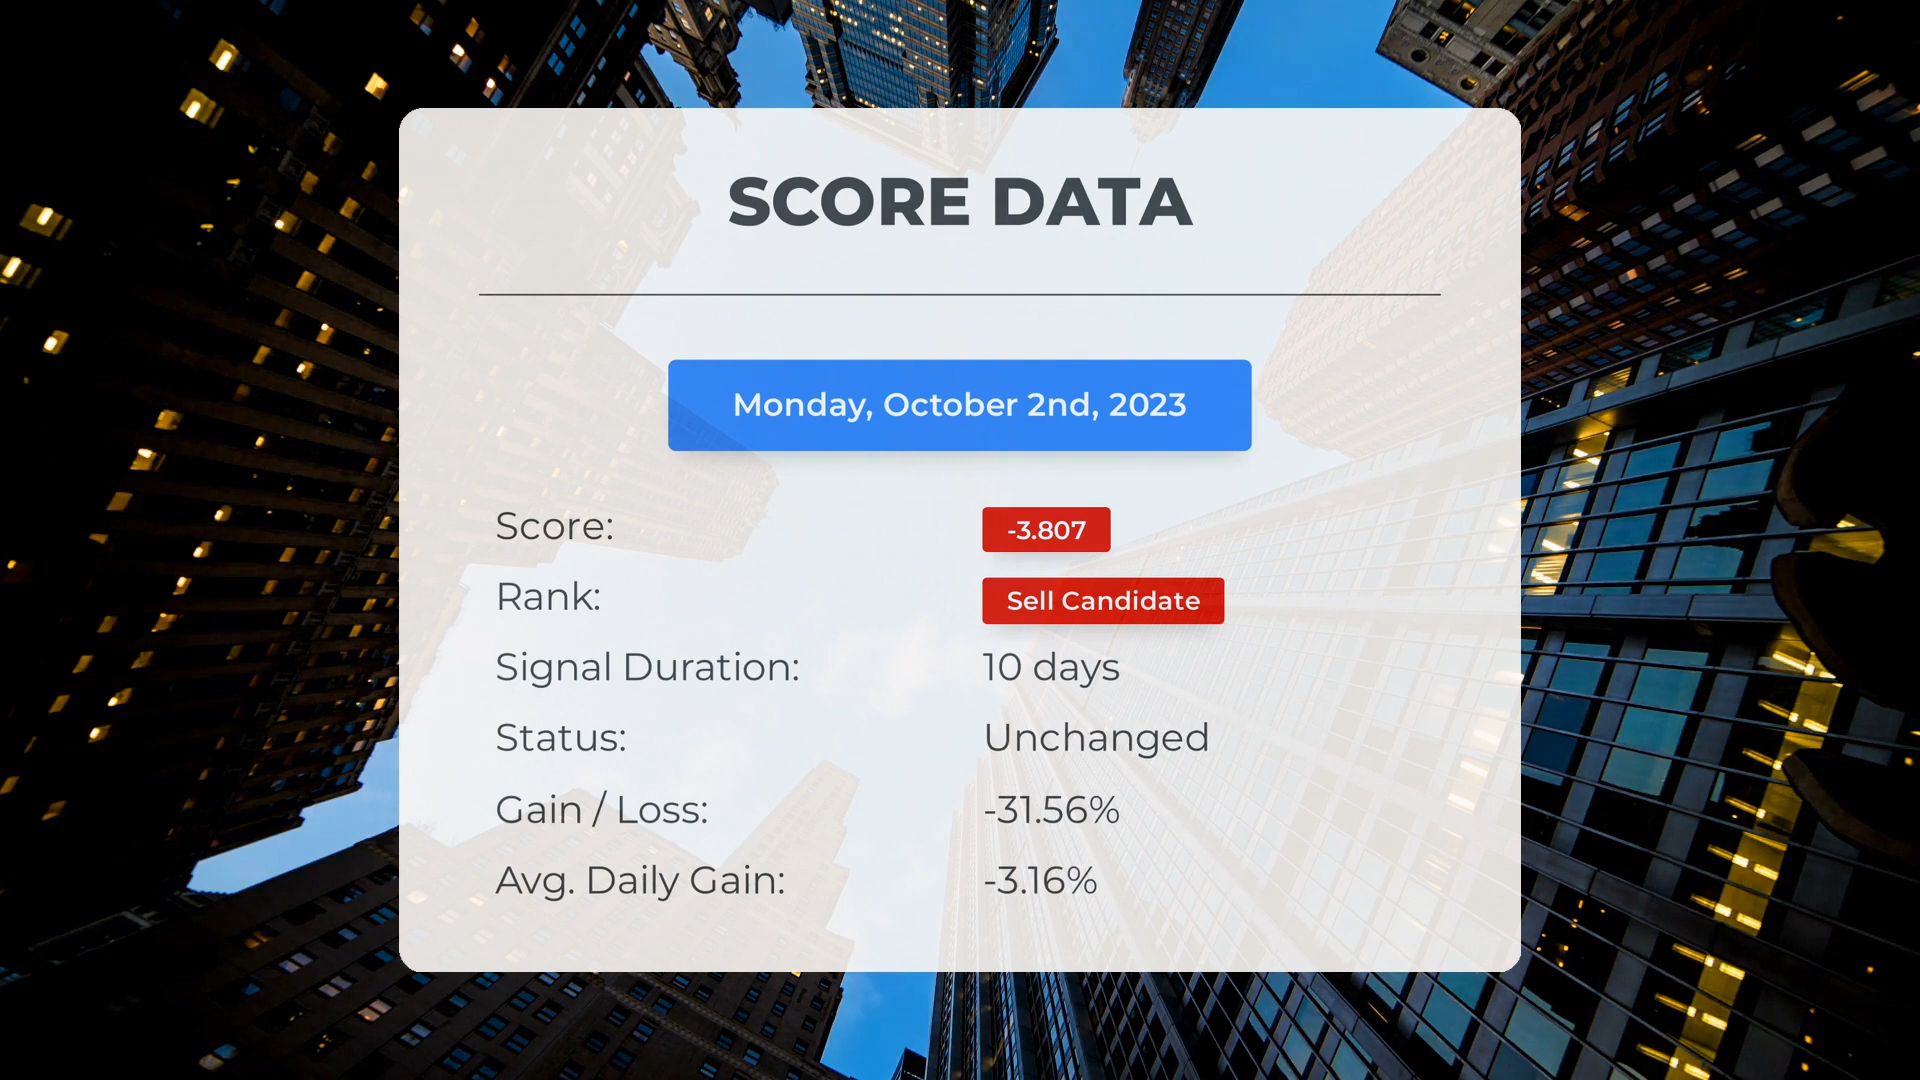 SCORE DATA
Monday, October 2nd, 2023
Score: -3.807
Rank: Sell Candidate
Signal Duration: 10 days
Status: Unchanged
Gain / Loss: -31.56%
Avg. Daily Gain: -3.16%